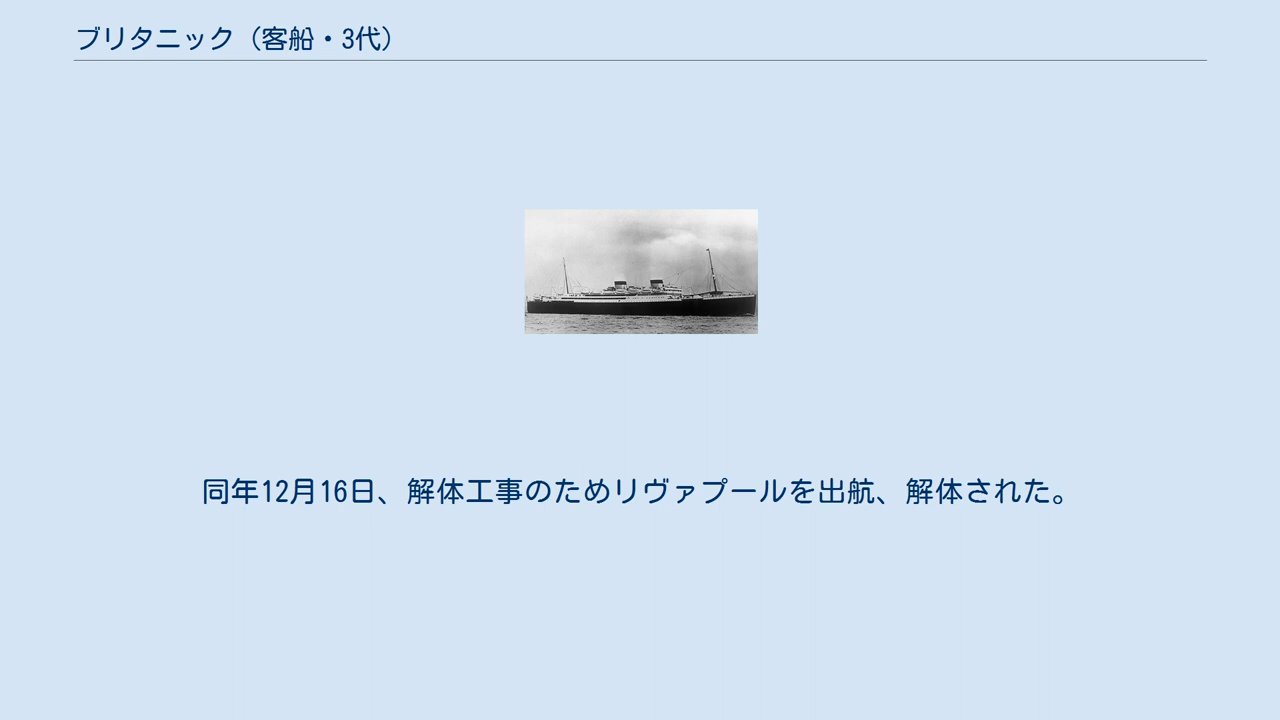 ブリタニック（客船・3代）
同年12月16日、解体工事のためリヴァプールを出航、解体された。